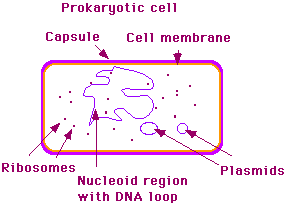 Prokaryotic cell
Capsule
Cell membrane
Ribosomes
Nucleoid region
with DNA loop
Plasmids